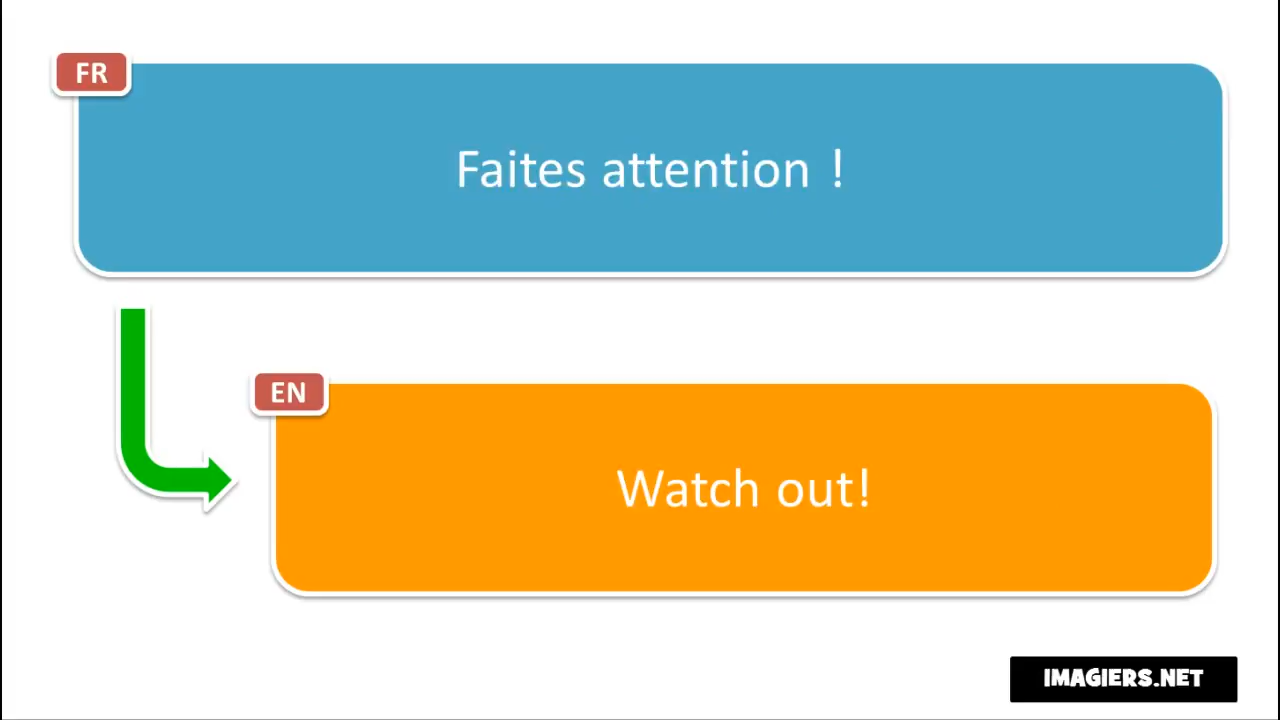 FR
Faites attention !
EN
Watch out!
IMAGIERS.NET